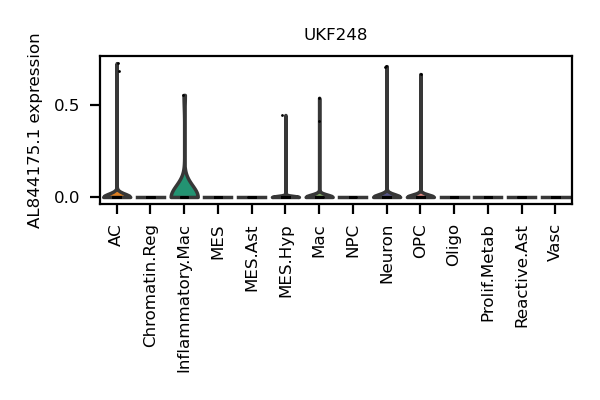 UKF248
AL844175.1 expression
0.5
0.0
AC
Chromatin.Reg
Inflammatory.Mac
MES
MES.Ast
MES.Hyp
Mac
NPC
Neuron
OPC
Oligo
Prolif.Metab
Reactive.Ast
Vasc